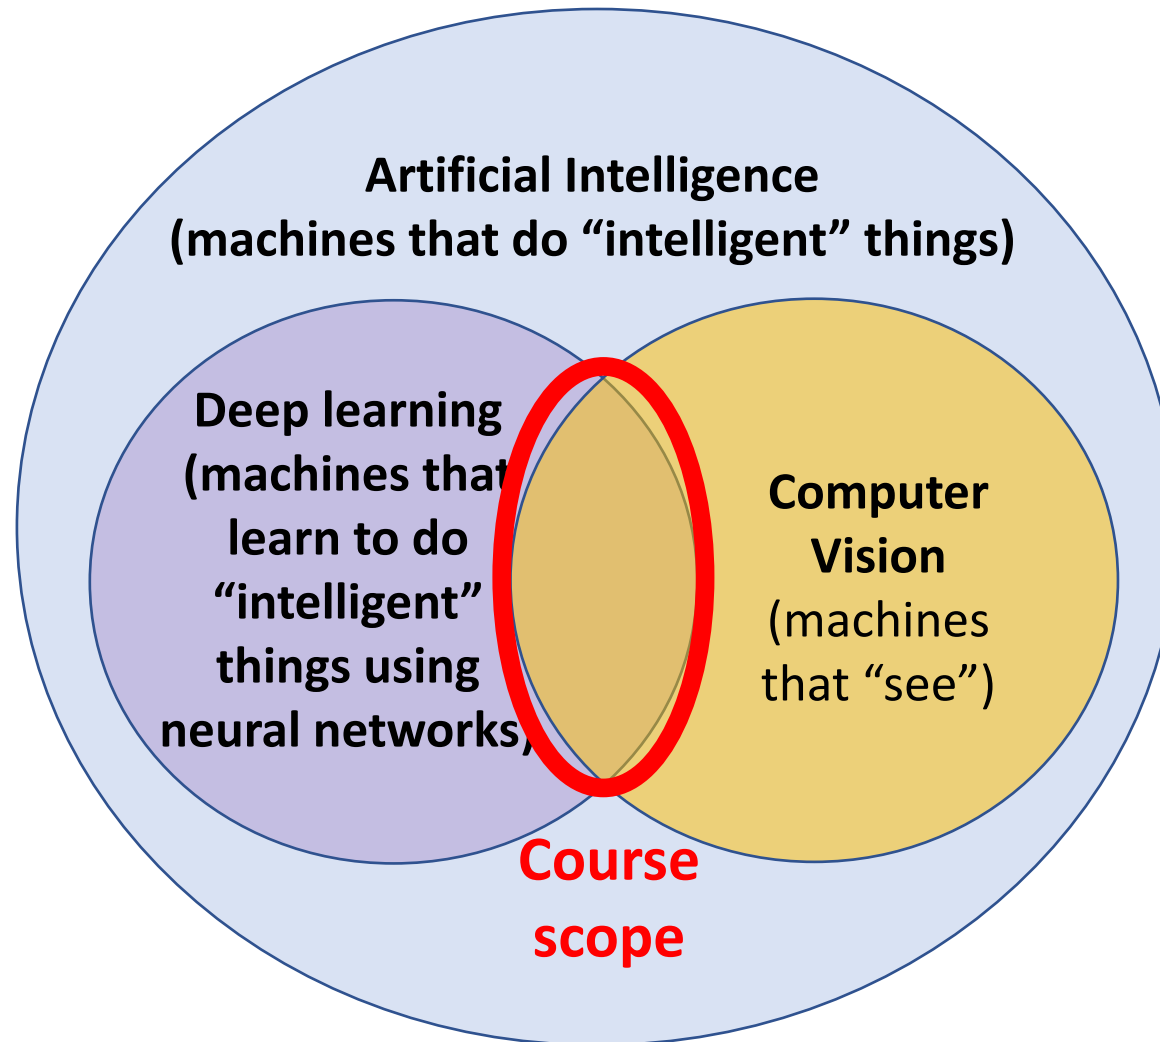 Artificial Intelligence
(machines that do “intelligent” things)
Deep learning
(machines that
learn to do
“intelligent”
things using
neural networks)
Computer
Vision
(machines
that “see”)
Course
scope